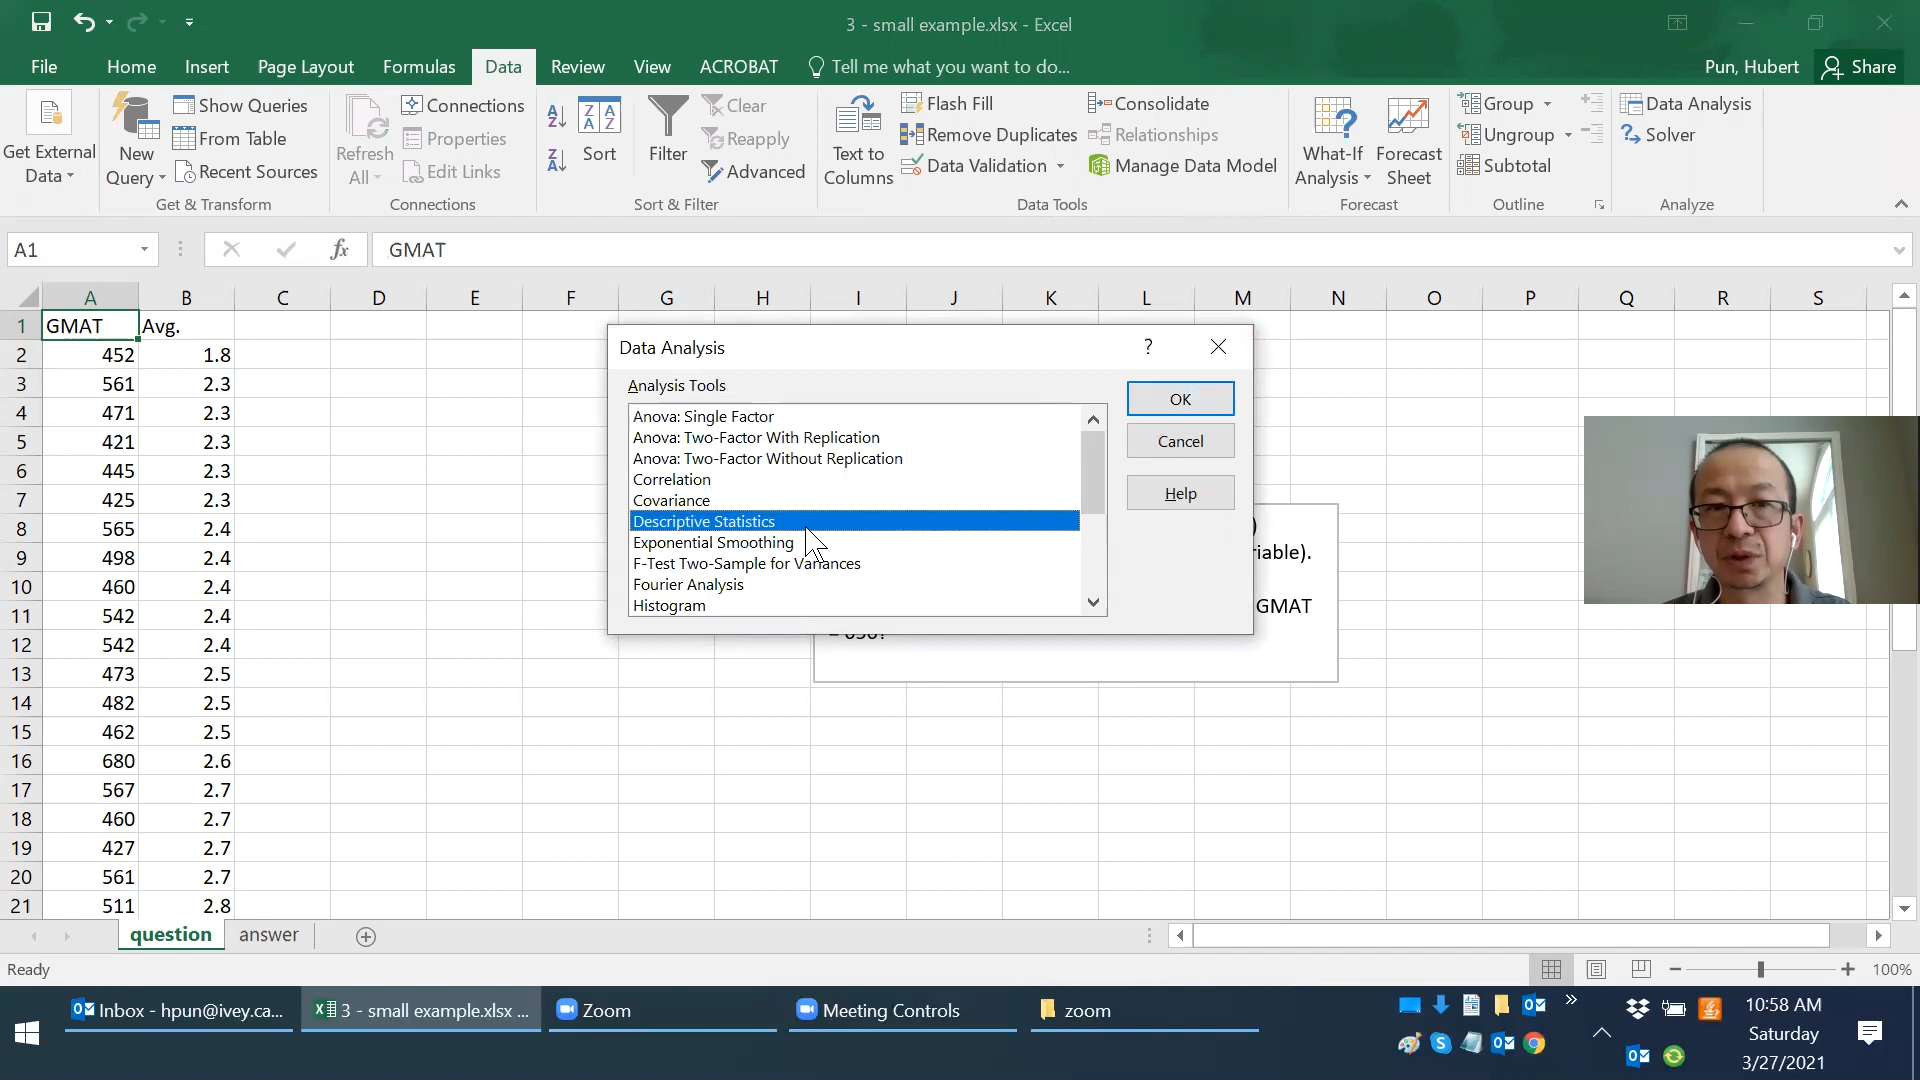 3 - small example.xlsx - Excel
File Home Insert Page Layout Formulas Data Review View ACROBAT Tell me what you want to do... Pun, Hubert Share
Get External Data
New Query
Show Queries
From Table
Recent Sources
Get & Transform
Refresh All
Connections
Properties
Edit Links
Connections
Sort
Filter
Clear
Reapply
Advanced
Sort & Filter
Text to Columns
Flash Fill
Remove Duplicates
Data Validation
Consolidate
Relationships
Manage Data Model
Data Tools
What-If Analysis
Forecast Sheet
Forecast
Group
Ungroup
Subtotal
Outline
Data Analysis
Solver
Analyze
A1 fx GMAT
A B C D E F G H I J K L M N O P Q R S
1 GMAT Avg.
2 452 1.8
3 561 2.3
4 471 2.3
5 421 2.3
6 445 2.3
7 425 2.3
8 565 2.4
9 498 2.4
10 460 2.4
11 542 2.4
12 542 2.4
13 473 2.5
14 482 2.5
15 462 2.5
16 680 2.6
17 567 2.7
18 460 2.7
19 427 2.7
20 561 2.7
21 511 2.8
Data Analysis ?
Analysis Tools
Anova: Single Factor
Anova: Two-Factor With Replication
Anova: Two-Factor Without Replication
Correlation
Covariance
Descriptive Statistics
Exponential Smoothing
F-Test Two-Sample for Variances
Fourier Analysis
Histogram
OK
Cancel
Help
)
iable).
GMAT
question answer
Ready 100%
Inbox - hpun@ivey.ca... 3 - small example.xlsx ... Zoom Meeting Controls zoom
10:58 AM
Saturday
3/27/2021